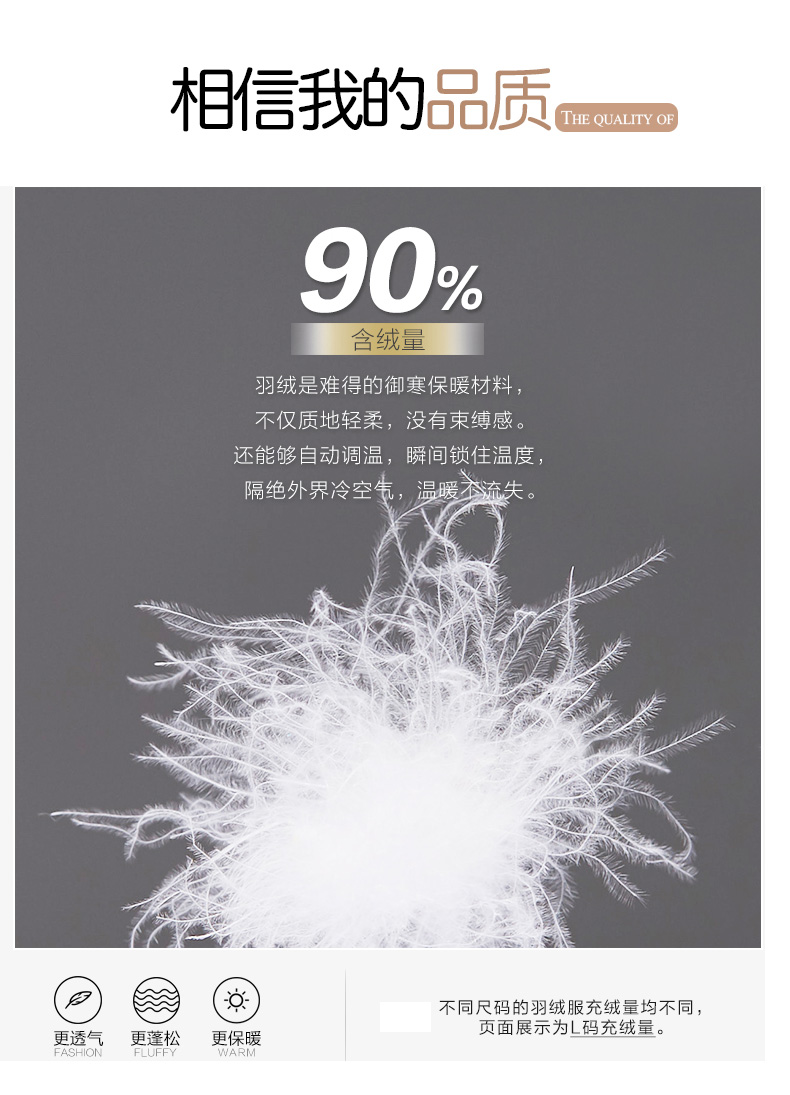 相信我的品质 THE QUALITY OF
90%
含绒量
羽绒是难得的御寒保暖材料，
不仅质地轻柔，没有束缚感。
还能够自动调温，瞬间锁住温度，
隔绝外界冷空气，温暖不流失。
更透气 更蓬松 更保暖
FASHION FLUFFY WARM
不同尺码的羽绒服充绒量均不同，
页面展示为L码充绒量。